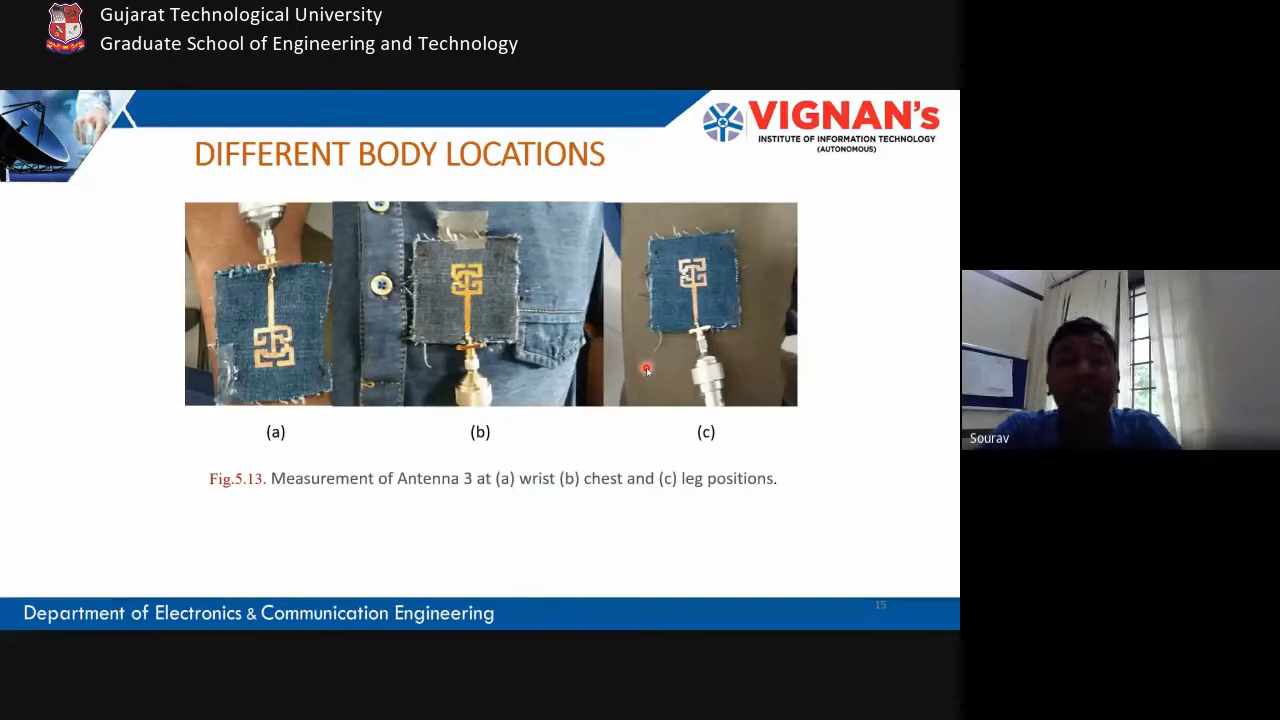 Gujarat Technological University
Graduate School of Engineering and Technology
VIGNAN's
INSTITUTE OF INFORMATION TECHNOLOGY
(AUTONOMOUS)
DIFFERENT BODY LOCATIONS
(a) (b) (c)
Fig.5.13. Measurement of Antenna 3 at (a) wrist (b) chest and (c) leg positions.
Sourav
Department of Electronics & Communication Engineering
15